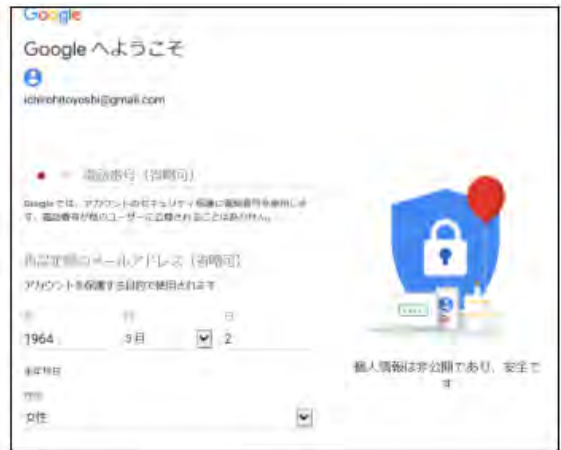 Google
Google へようこそ
ichirohitoyoshi@gmail.com
電話番号（省略可）
Google では、アカウントのセキュリティ保護に電話番号を使用しま
す。電話番号が他のユーザーに公開されることはありません。
再設定用のメールアドレス（省略可）
アカウントを保護する目的で使用されます
年 月 日
1964 3月 2
生年月日
性別
女性
個人情報は非公開であり、安全で
す